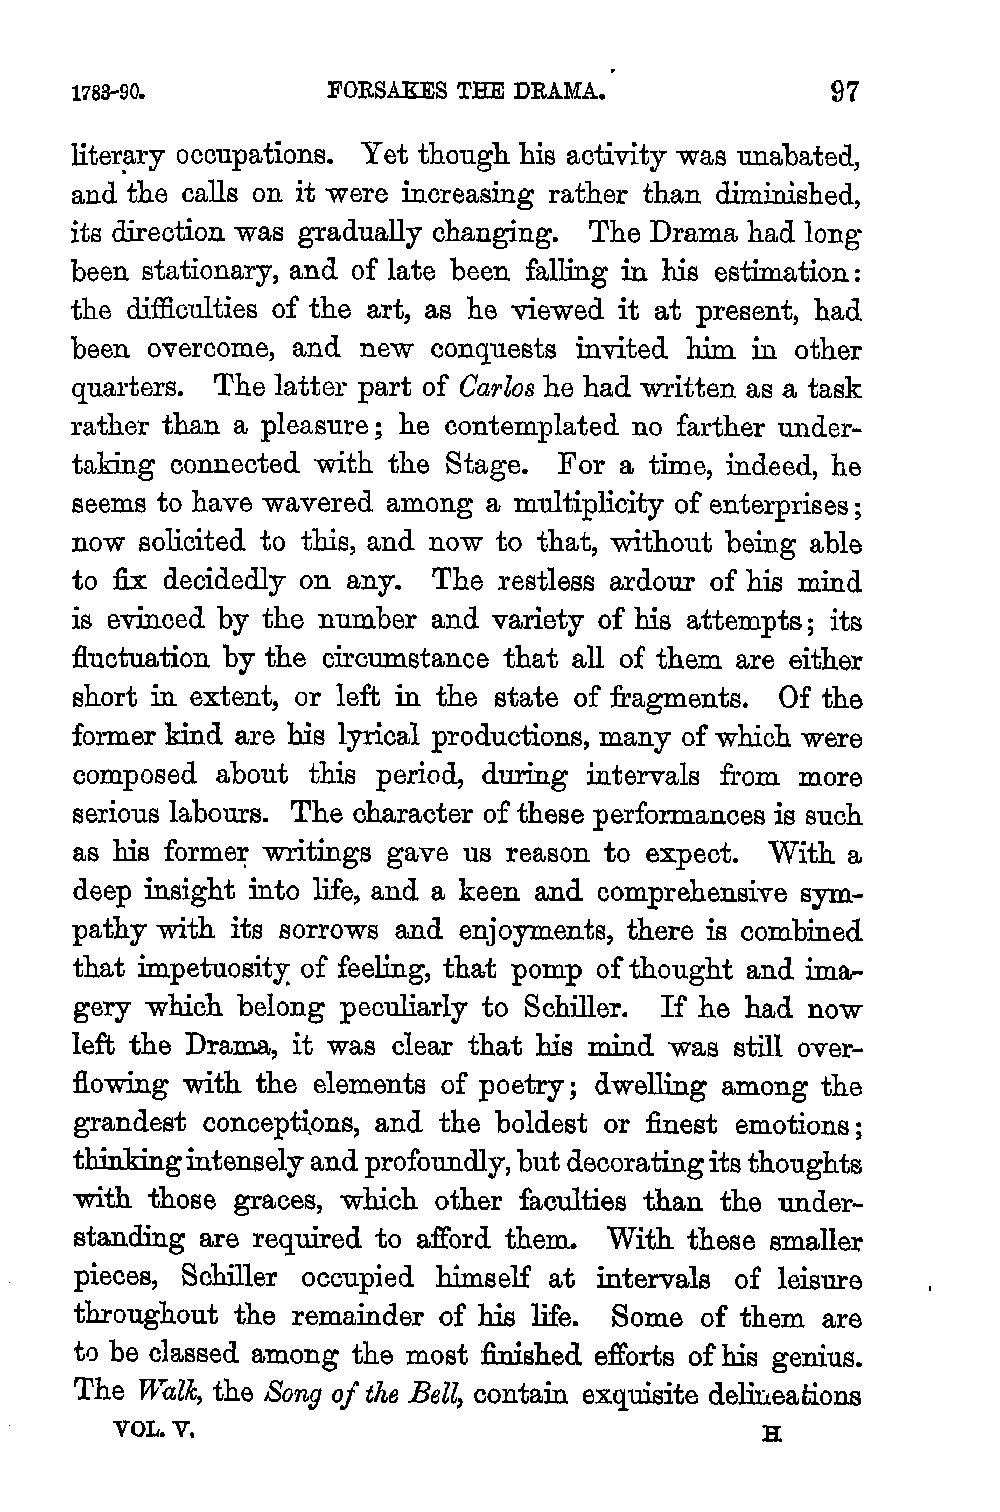 1783-90. FORSAKES THE DRAMA. 97
literary occupations. Yet though his activity was unabated,
and the calls on it were increasing rather than diminished,
its direction was gradually changing. The Drama had long
been stationary, and of late been falling in his estimation:
the difficulties of the art, as he viewed it at present, had
been overcome, and new conquests invited him in other
quarters. The latter part of Carlos he had written as a task
rather than a pleasure; he contemplated no farther under-
taking connected with the Stage. For a time, indeed, he
seems to have wavered among a multiplicity of enterprises;
now solicited to this, and now to that, without being able
to fix decidedly on any. The restless ardour of his mind
is evinced by the number and variety of his attempts; its
fluctuation by the circumstance that all of them are either
short in extent, or left in the state of fragments. Of the
former kind are his lyrical productions, many of which were
composed about this period, during intervals from more
serious labours. The character of these performances is such
as his former writings gave us reason to expect. With a
deep insight into life, and a keen and comprehensive sym-
pathy with its sorrows and enjoyments, there is combined
that impetuosity of feeling, that pomp of thought and ima-
gery which belong peculiarly to Schiller. If he had now
left the Drama, it was clear that his mind was still over-
flowing with the elements of poetry; dwelling among the
grandest conceptions, and the boldest or finest emotions;
thinking intensely and profoundly, but decorating its thoughts
with those graces, which other faculties than the under-
standing are required to afford them. With these smaller
pieces, Schiller occupied himself at intervals of leisure
throughout the remainder of his life. Some of them are
to be classed among the most finished efforts of his genius.
The Walk, the Song of the Bell, contain exquisite delineations
VOL. V. H